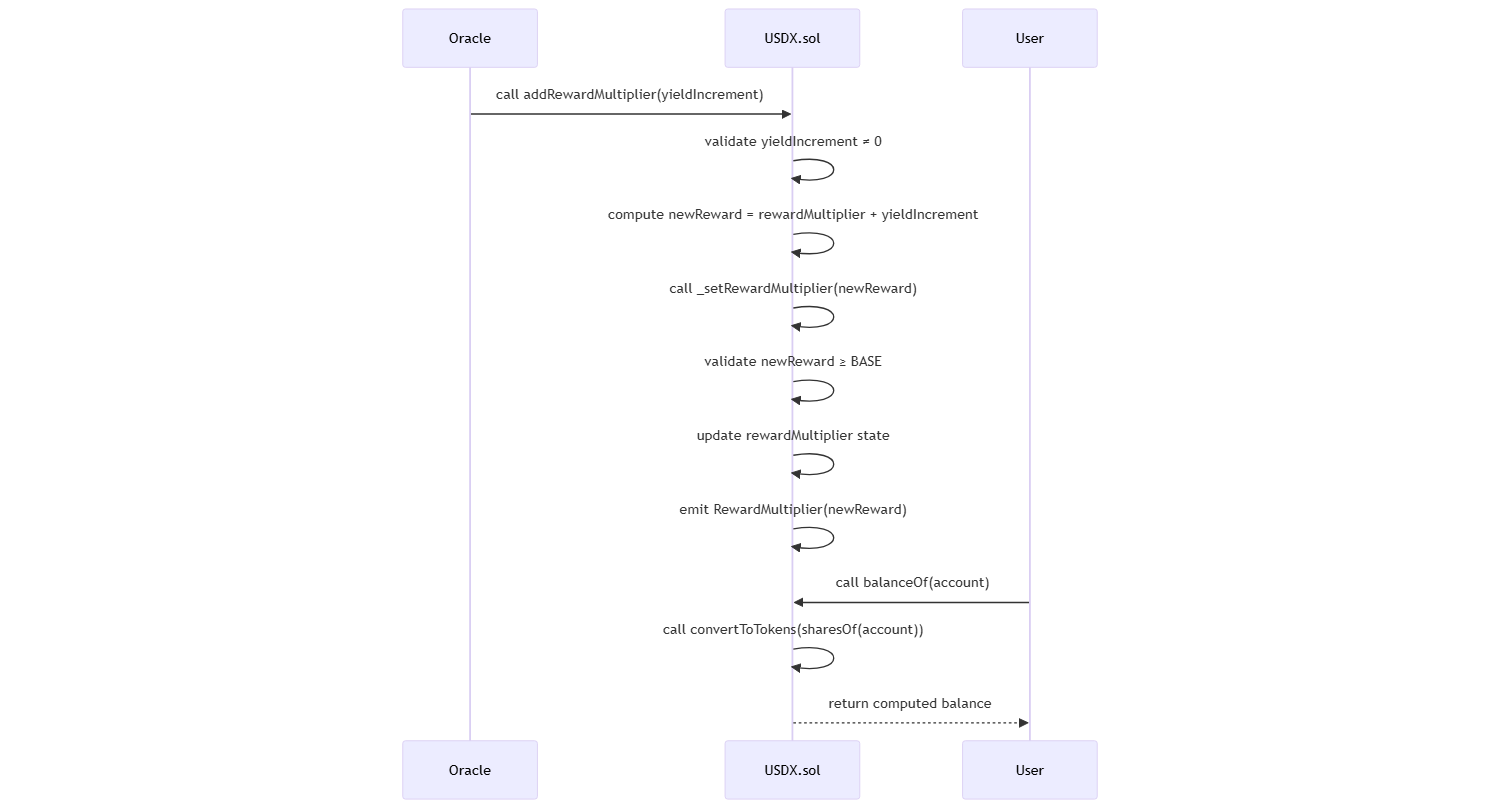 Oracle
USDX.sol
User
call addRewardMultiplier(yieldIncrement)
validate yieldIncrement ≠ 0
compute newReward = rewardMultiplier + yieldIncrement
call _setRewardMultiplier(newReward)
validate newReward ≥ BASE
update rewardMultiplier state
emit RewardMultiplier(newReward)
call balanceOf(account)
call convertToTokens(sharesOf(account))
return computed balance
Oracle
USDX.sol
User